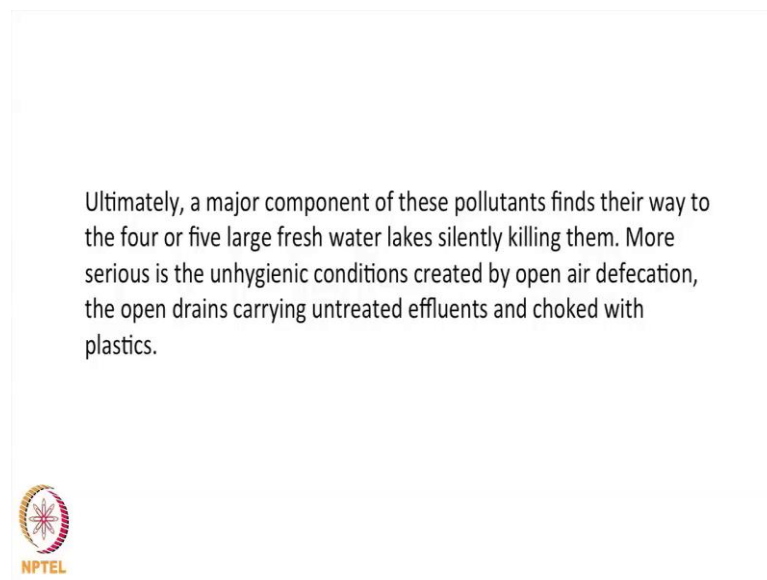 Ultimately, a major component of these pollutants finds their way to
the four or five large fresh water lakes silently killing them. More
serious is the unhygienic conditions created by open air defecation,
the open drains carrying untreated effluents and choked with
plastics.
NPTEL